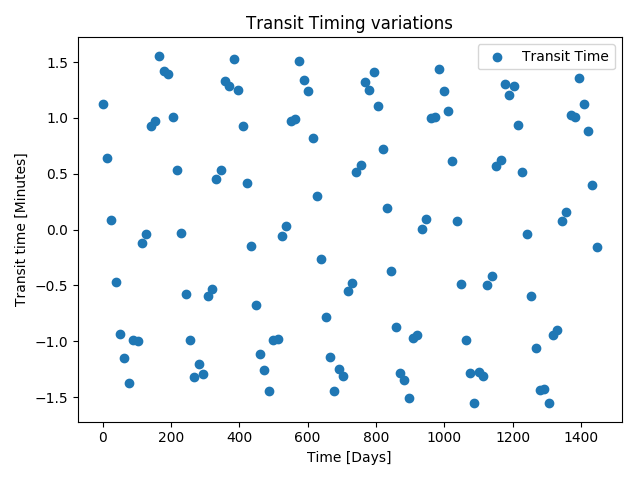 Transit Timing variations
Transit Time
1.5
1.0
0.5
0.0
−0.5
−1.0
−1.5
Transit time [Minutes]
0 200 400 600 800 1000 1200 1400
Time [Days]